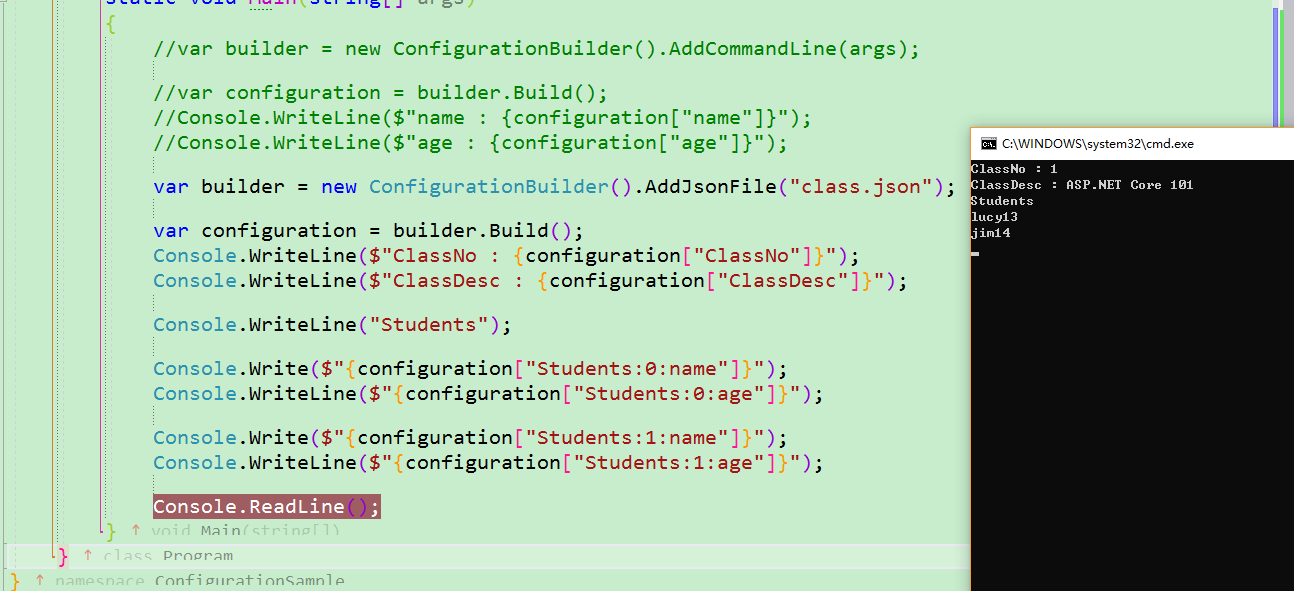 static void Main(string[] args)
{
//var builder = new ConfigurationBuilder().AddCommandLine(args);
//var configuration = builder.Build();
//Console.WriteLine($"name : {configuration["name"]}");
//Console.WriteLine($"age : {configuration["age"]}");
var builder = new ConfigurationBuilder().AddJsonFile("class.json");
var configuration = builder.Build();
Console.WriteLine($"ClassNo : {configuration["ClassNo"]}");
Console.WriteLine($"ClassDesc : {configuration["ClassDesc"]}");
Console.WriteLine("Students");
Console.Write($"{configuration["Students:0:name"]}");
Console.WriteLine($"{configuration["Students:0:age"]}");
Console.Write($"{configuration["Students:1:name"]}");
Console.WriteLine($"{configuration["Students:1:age"]}");
Console.ReadLine();
} ↑ void Main(string[])
} ↑ class Program
} ↑ namespace ConfigurationSample
C:\WINDOWS\system32\cmd.exe
ClassNo : 1
ClassDesc : ASP.NET Core 101
Students
lucy13
jim14